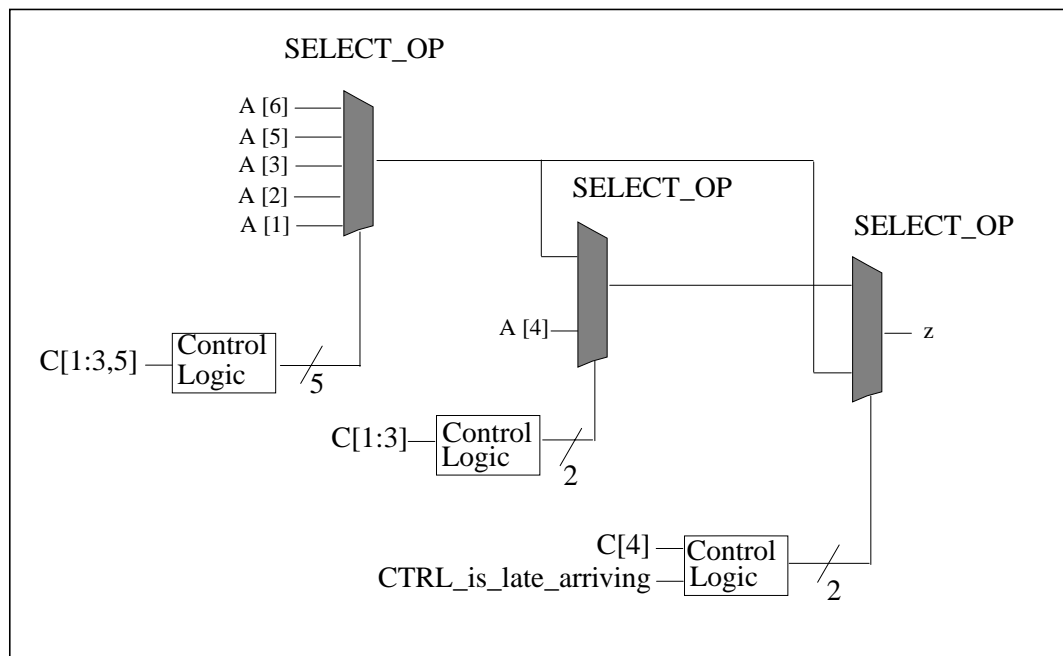 SELECT_OP
A [6]
A [5]
A [3]
A [2]
A [1]
SELECT_OP
SELECT_OP
A [4]
z
C[1:3,5]
Control
Logic
5
C[1:3]
Control
Logic
2
C[4]
CTRL_is_late_arriving
Control
Logic
2